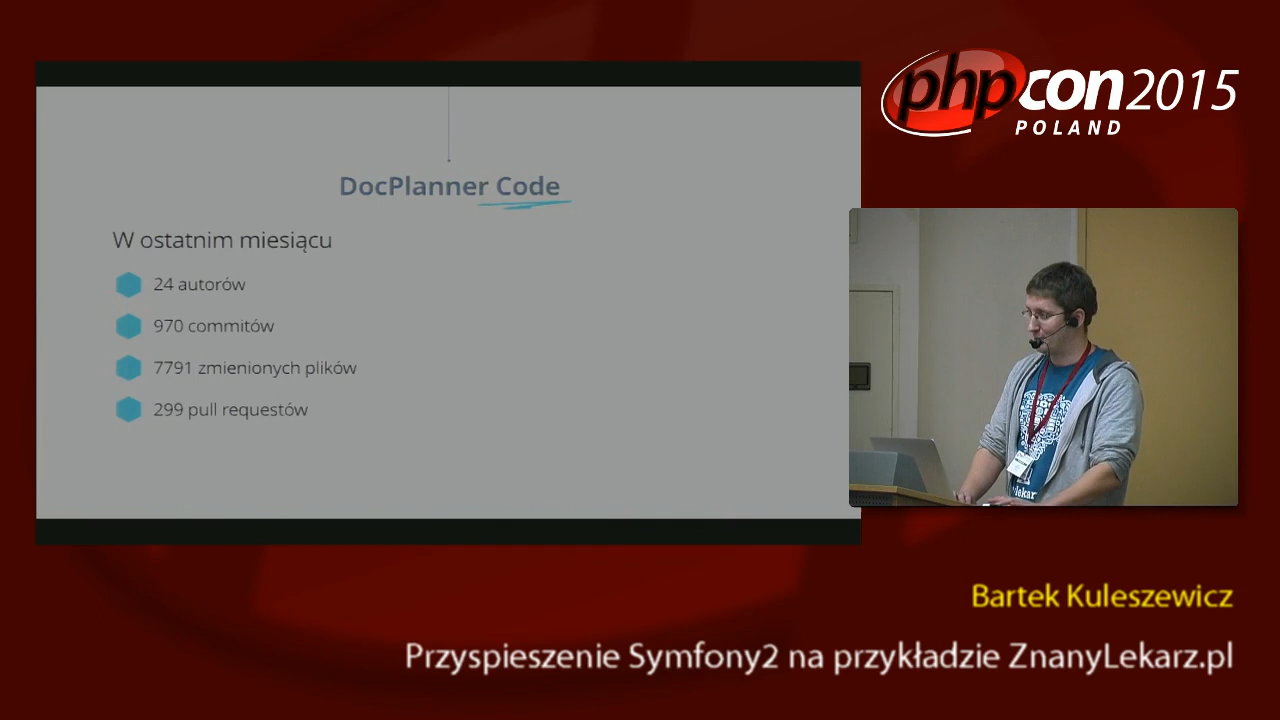 phpcon2015
POLAND
DocPlanner Code
W ostatnim miesiącu
24 autorów
970 commitów
7791 zmienionych plików
299 pull requestów
lekarz
Bartek Kuleszewicz
Przyspieszenie Symfony2 na przykładzie ZnanyLekarz.pl